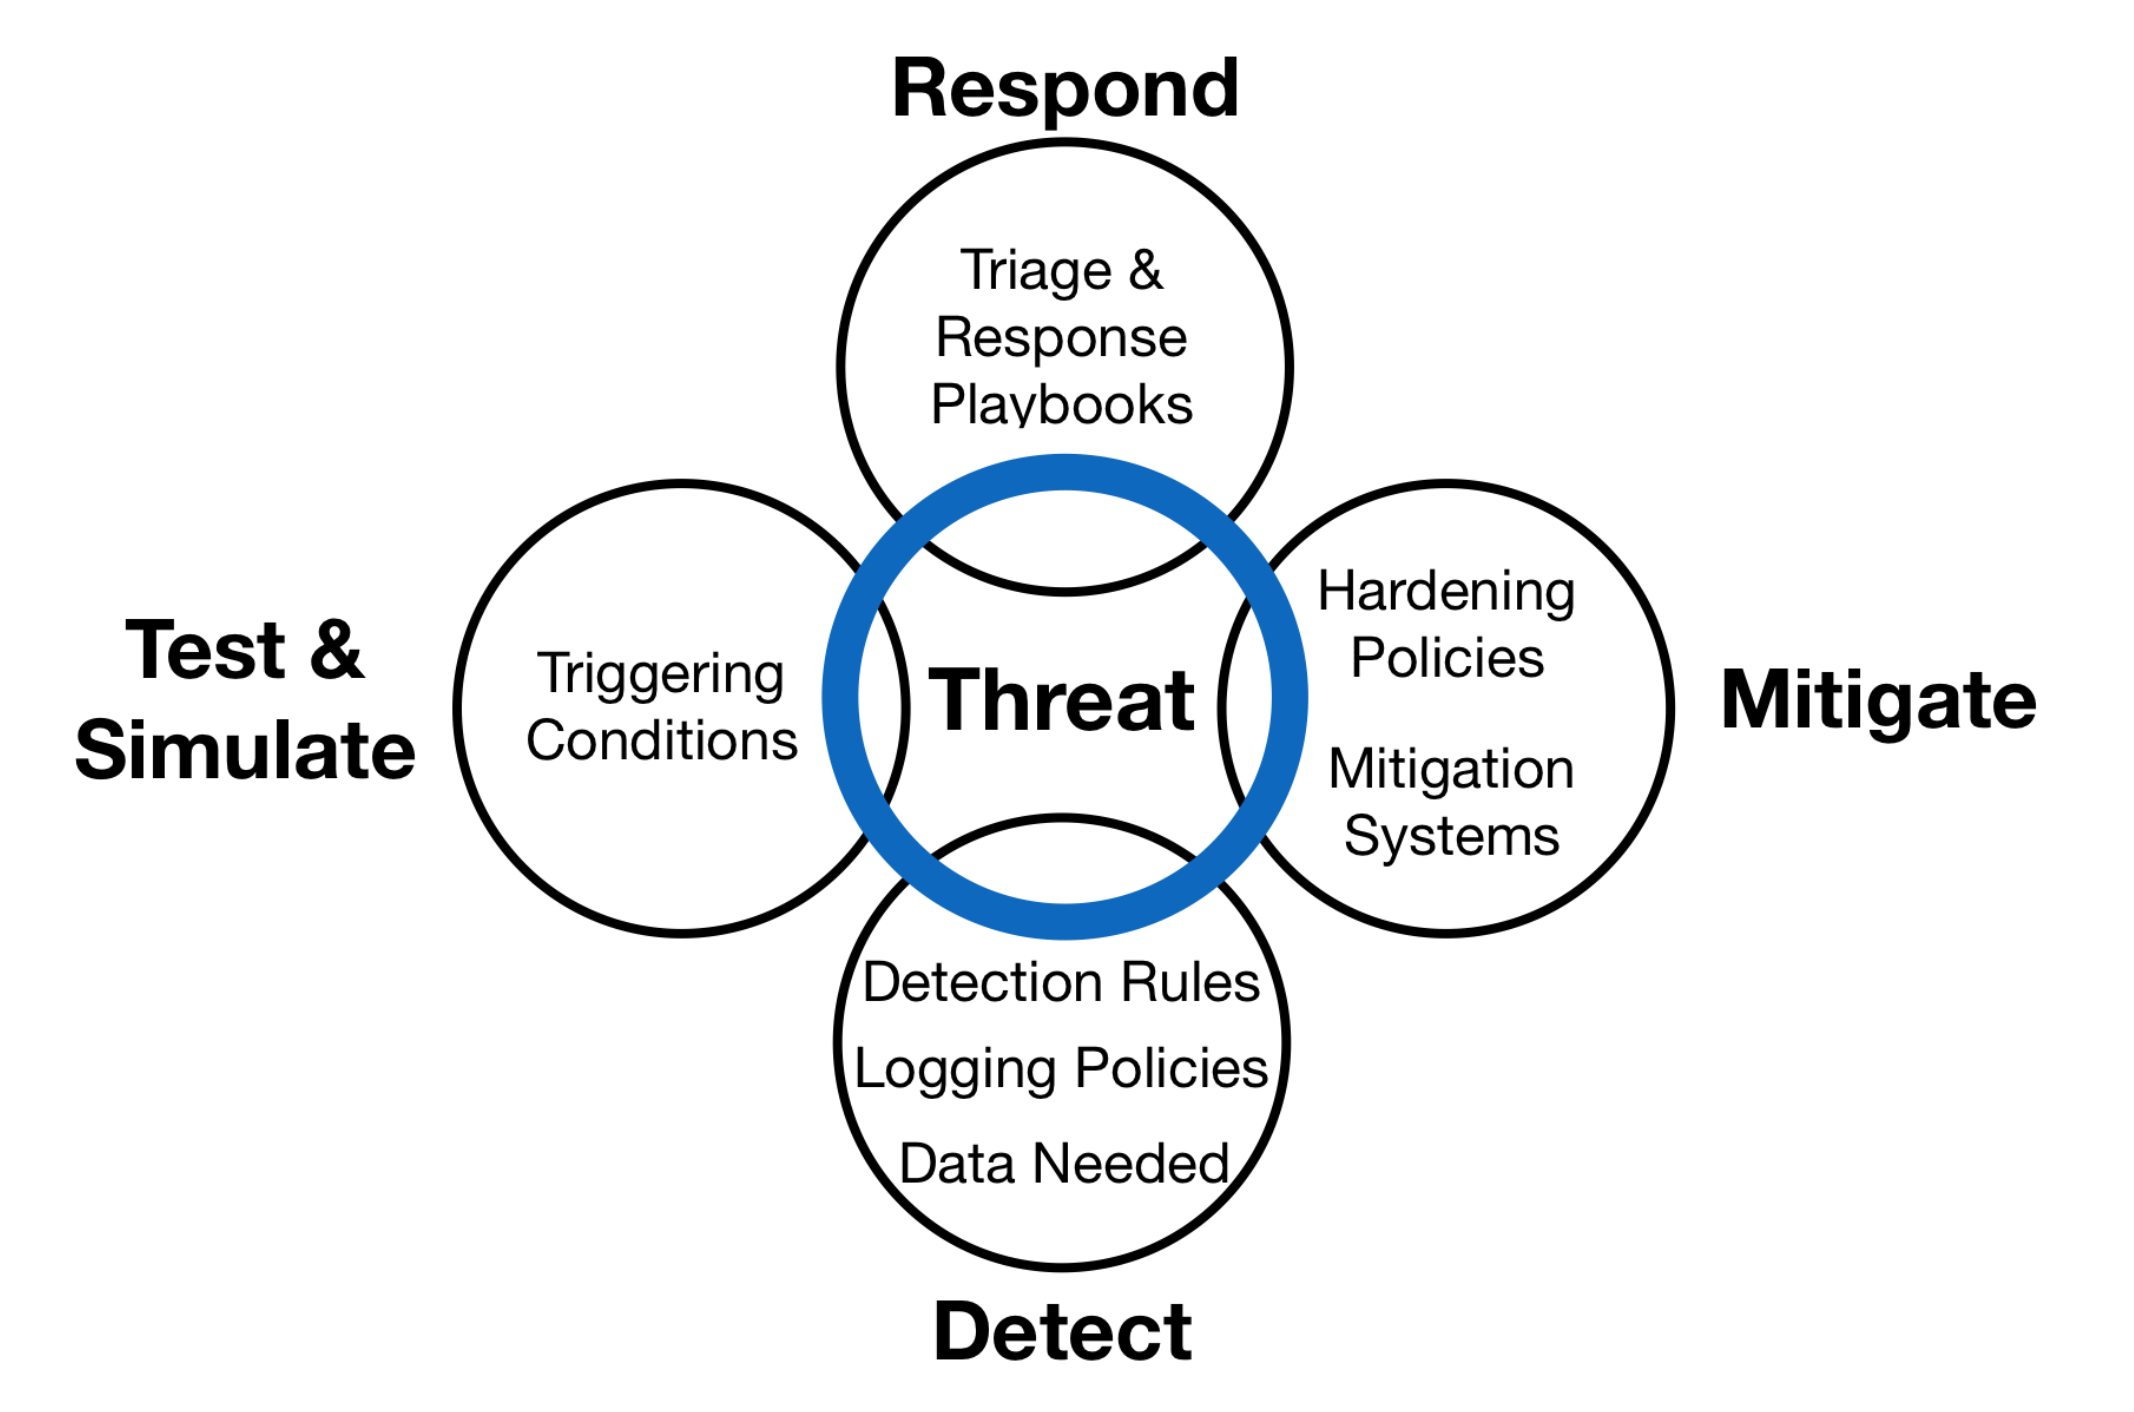 Respond
Triage &
Response
Playbooks
Test &
Simulate
Triggering
Conditions
Threat
Hardening
Policies
Mitigation
Systems
Mitigate
Detection Rules
Logging Policies
Data Needed
Detect